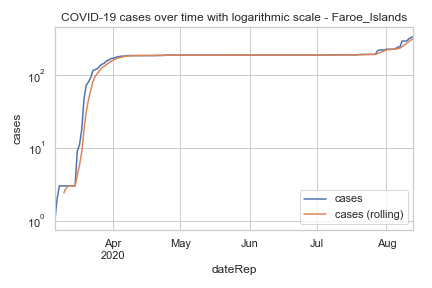 COVID-19 cases over time with logarithmic scale - Faroe_Islands
cases
10²
10¹
10⁰
Apr
2020
May
Jun
Jul
Aug
dateRep
cases
cases (rolling)